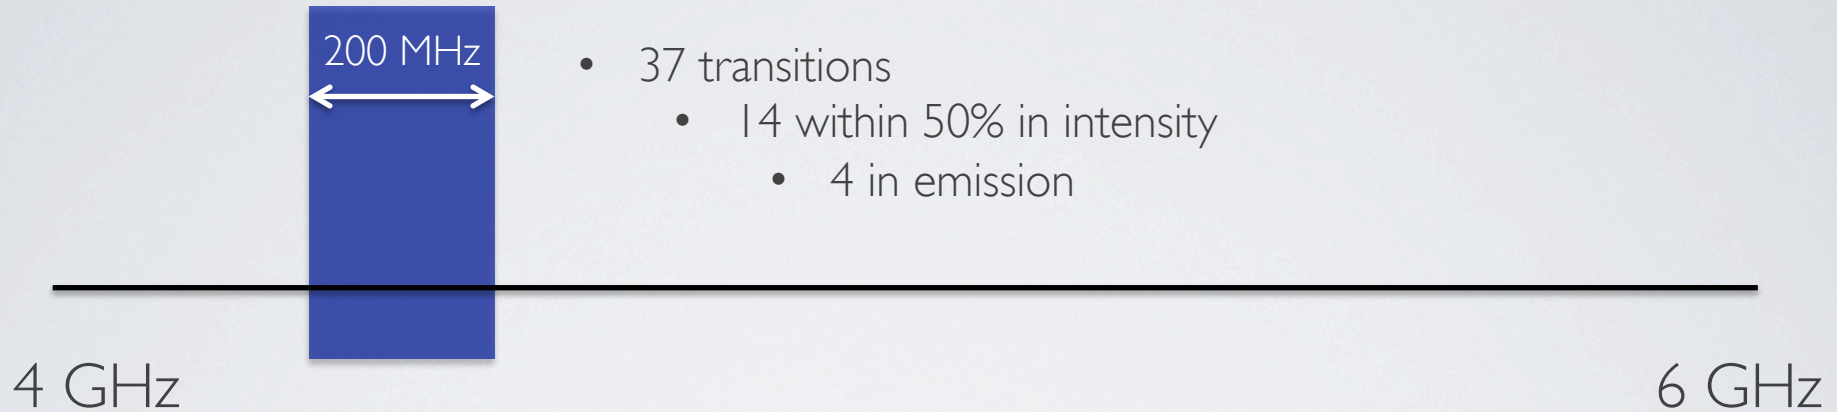 200 MHz
• 37 transitions
• 14 within 50% in intensity
• 4 in emission
4 GHz
6 GHz